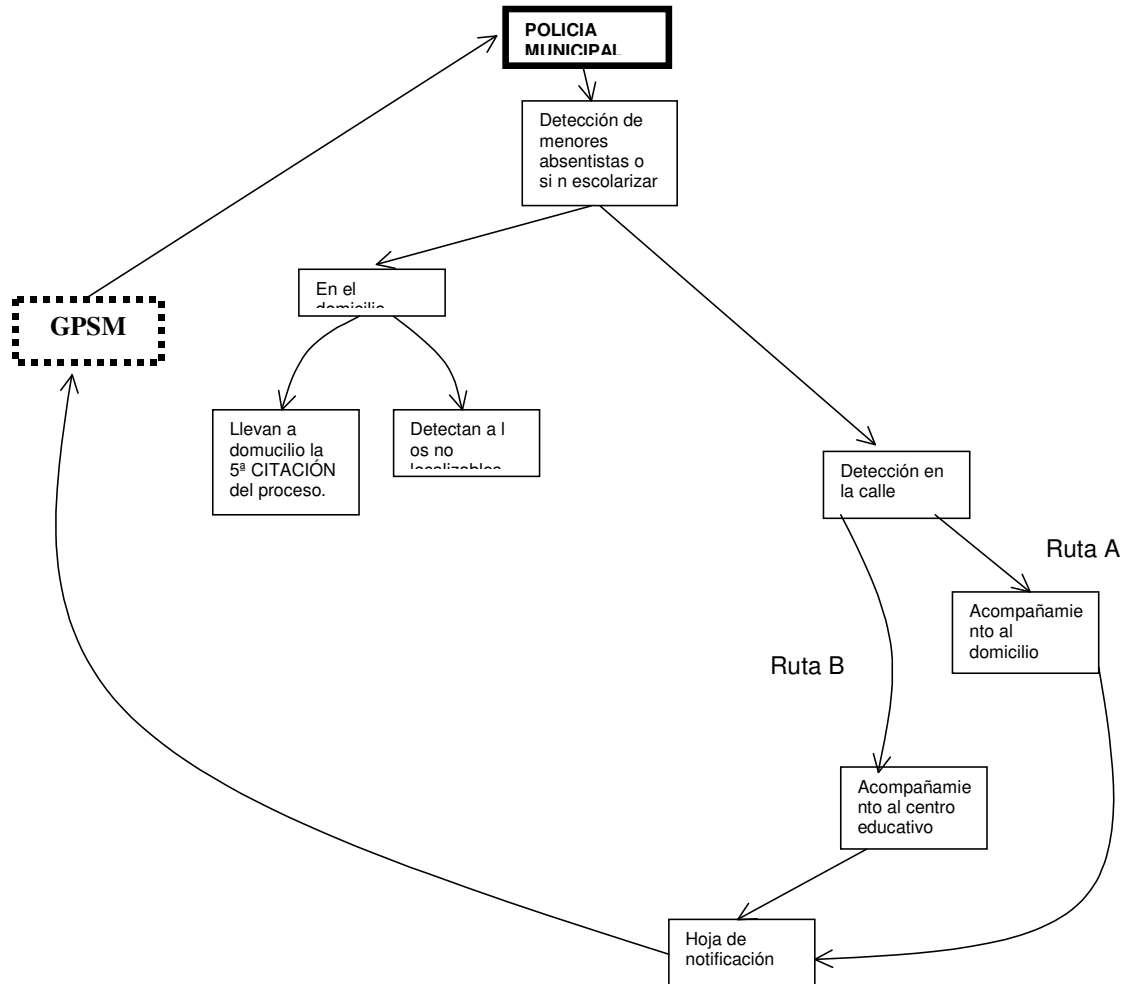 POLICIA
MUNICIPAL
Detección de
menores
absentistas o
si n escolarizar
En el
domicilio
GPSM
Llevan a
domucilio la
5ª CITACIÓN
del proceso.
Detectan a l
os no
localizables
Detección en
la calle
Ruta A
Acompañamie
nto al
domicilio
Ruta B
Acompañamie
nto al centro
educativo
Hoja de
notificación